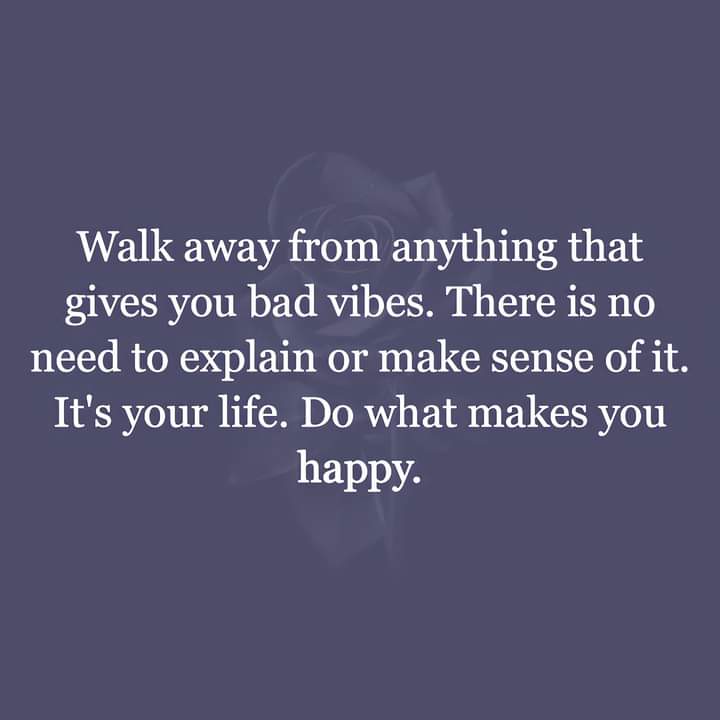 Walk away from anything that
gives you bad vibes. There is no
need to explain or make sense of it.
It's your life. Do what makes you
happy.